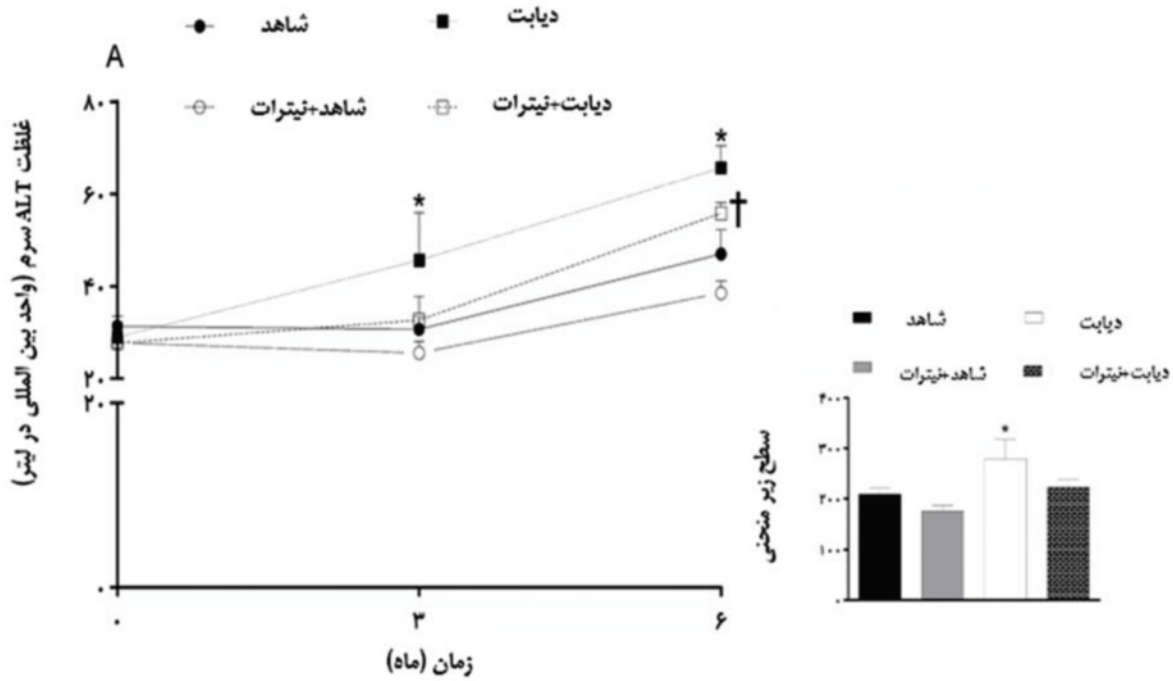 شاهد
دیابت
A
شاهد+نیترات
دیابت+نیترات
غلظت ALT سرم (واحد بین المللی در لیتر)
۸۰
*
*
۶۰
†
۴۰
۲۰
۲۰
۰
۰
۳
۶
زمان (ماه)
شاهد
دیابت
شاهد+نیترات
دیابت+نیترات
سطح زیر منحنی
۴۰۰
*
۳۰۰
۲۰۰
۱۰۰
۰